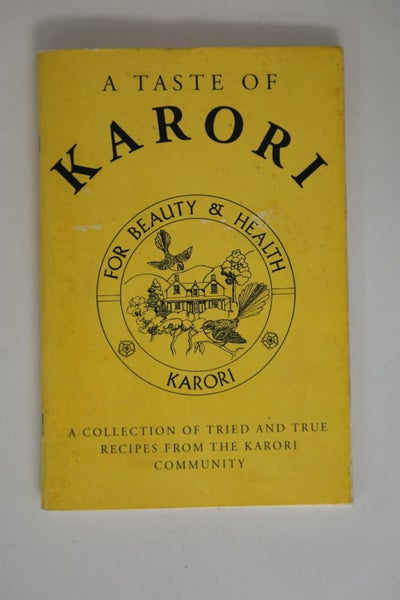 A TASTE OF
KARORI
FOR BEAUTY & HEALTH
KARORI
A COLLECTION OF TRIED AND TRUE
RECIPES FROM THE KARORI
COMMUNITY